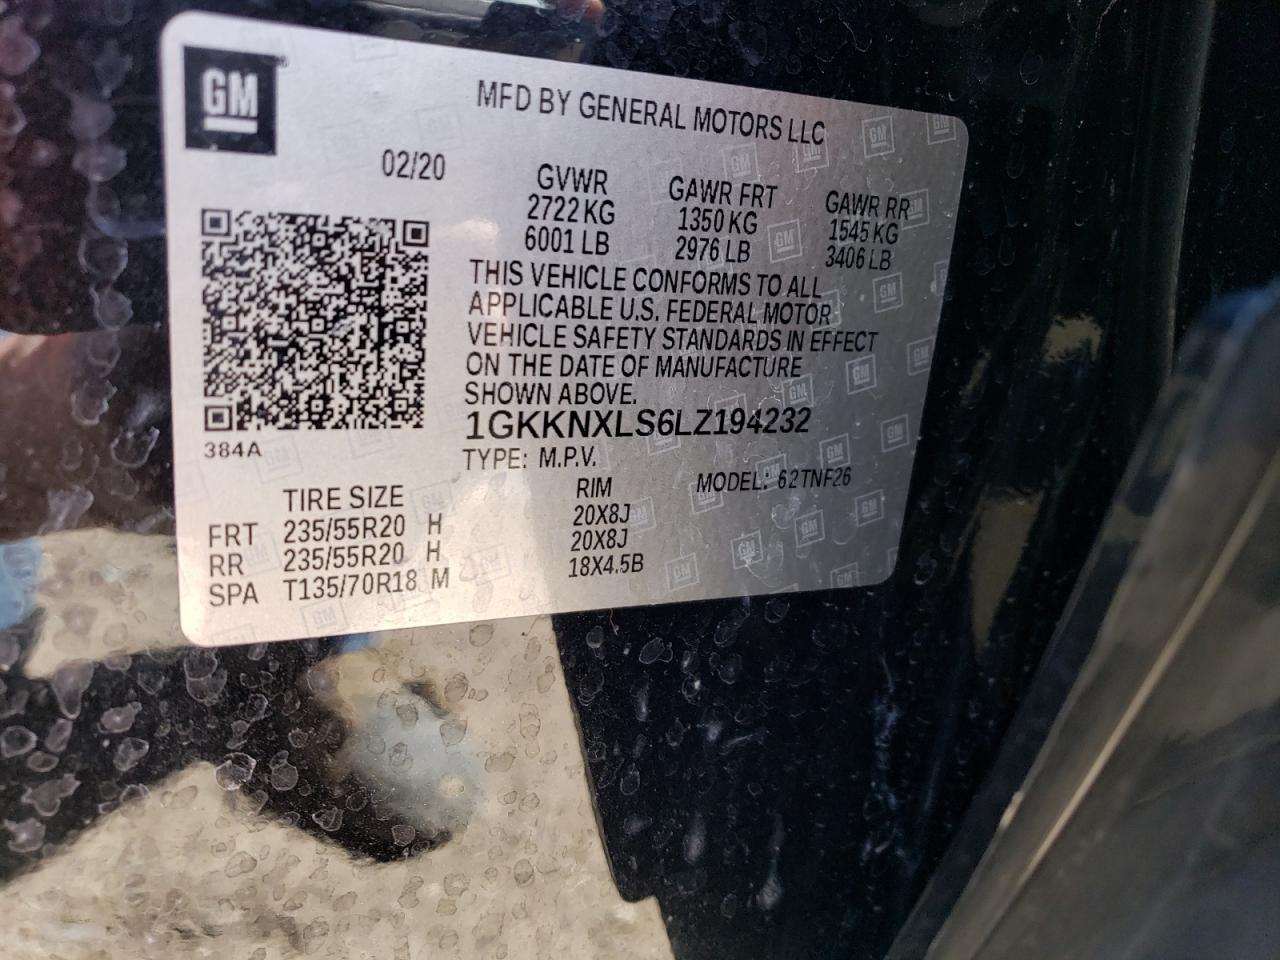 GM
MFD BY GENERAL MOTORS LLC
02/20
GVWR GAWR FRT GAWR RR
2722 KG 1350 KG 1545 KG
6001 LB 2976 LB 3406 LB
THIS VEHICLE CONFORMS TO ALL
APPLICABLE U.S. FEDERAL MOTOR
VEHICLE SAFETY STANDARDS IN EFFECT
ON THE DATE OF MANUFACTURE
SHOWN ABOVE.
1GKKNXLS6LZ194232
384A
TYPE: M.P.V. MODEL: 62TNF26
TIRE SIZE RIM
FRT 235/55R20 H 20X8J
RR 235/55R20 H 20X8J
SPA T135/70R18 M 18X4.5B